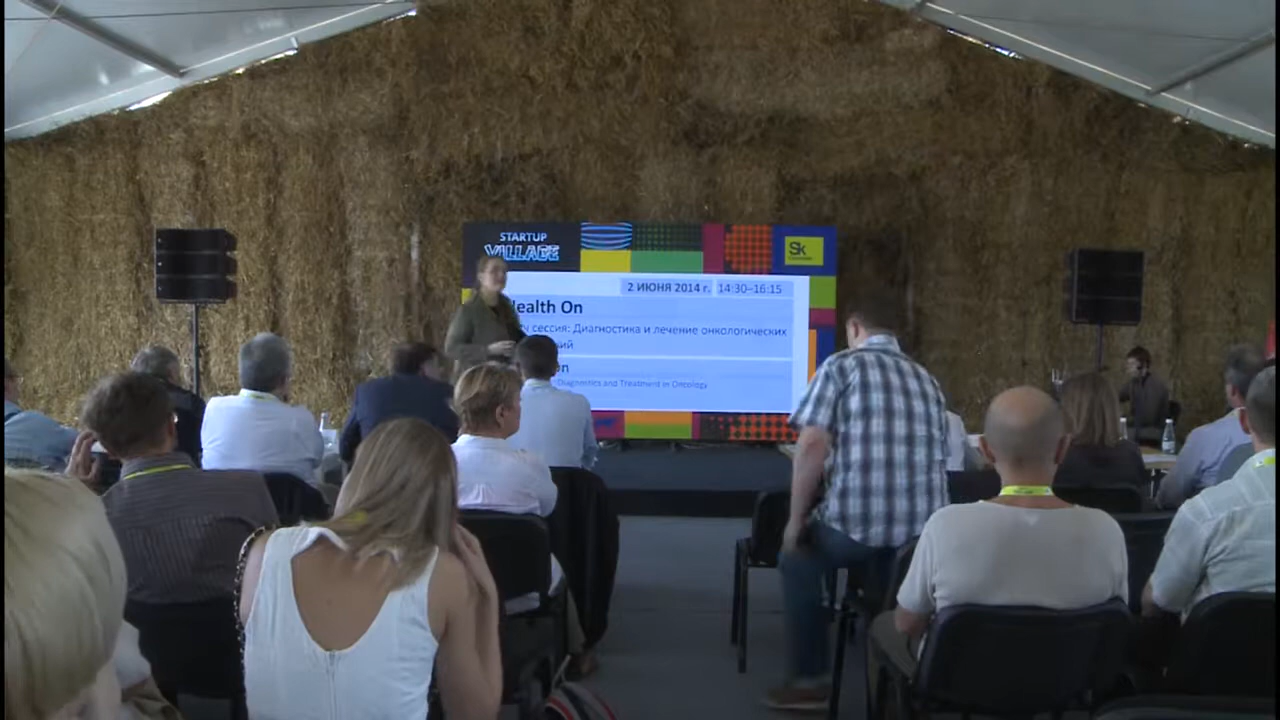 STARTUP
VILLAGE
Sk
2 ИЮНЯ 2014 г.
14:30–16:15
Health On
сессия: Диагностика и лечение онкологических
Diagnostics and Treatment in Oncology